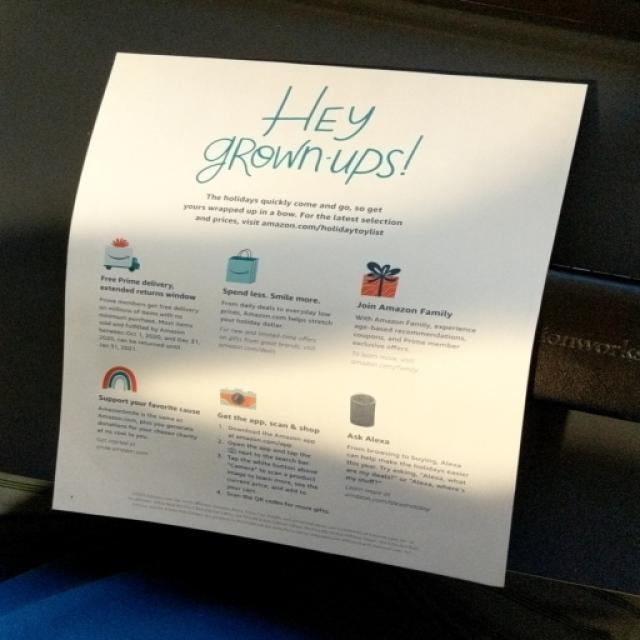 HEY
GROWN-UPS!
The holidays quickly come and go, so get
yours wrapped up in a bow. For the latest selection
and prices, visit amazon.com/holidaytoylist
Free Prime delivery,
extended returns window
Prime members get free delivery
on millions of items with no
minimum purchase. Most items
sold and fulfilled by Amazon
between Oct 1, 2020, and Dec 31,
2020, can be returned until
Jan 31, 2021.
Spend less. Smile more.
From daily deals to everyday low
prices, Amazon.com helps stretch
your holiday dollar.
For new and limited-time offers
on gifts from great brands, visit
amazon.com/deals
Join Amazon Family
With Amazon Family, experience
age-based recommendations,
coupons, and Prime member
exclusive offers.
To learn more, visit
amazon.com/family
Support your favorite cause
AmazonSmile is the same as
Amazon.com, plus you generate
donations for your chosen charity
at no cost to you.
Get started at
smile.amazon.com
Get the app, scan & shop
1. Download the Amazon app
at amazon.com/app
2. Open the app and tap the
next to the search bar
3. Tap the white button above
"Camera" to scan a product
and to learn more, see the
current price, and add to
4. Scan the QR codes for more gifts.
Ask Alexa
From browsing to buying, Alexa
can help make the holidays easier
this year. Try asking, "Alexa, what
are my deals?" or "Alexa, where's
my stuff?"
Learn more at
ionworks